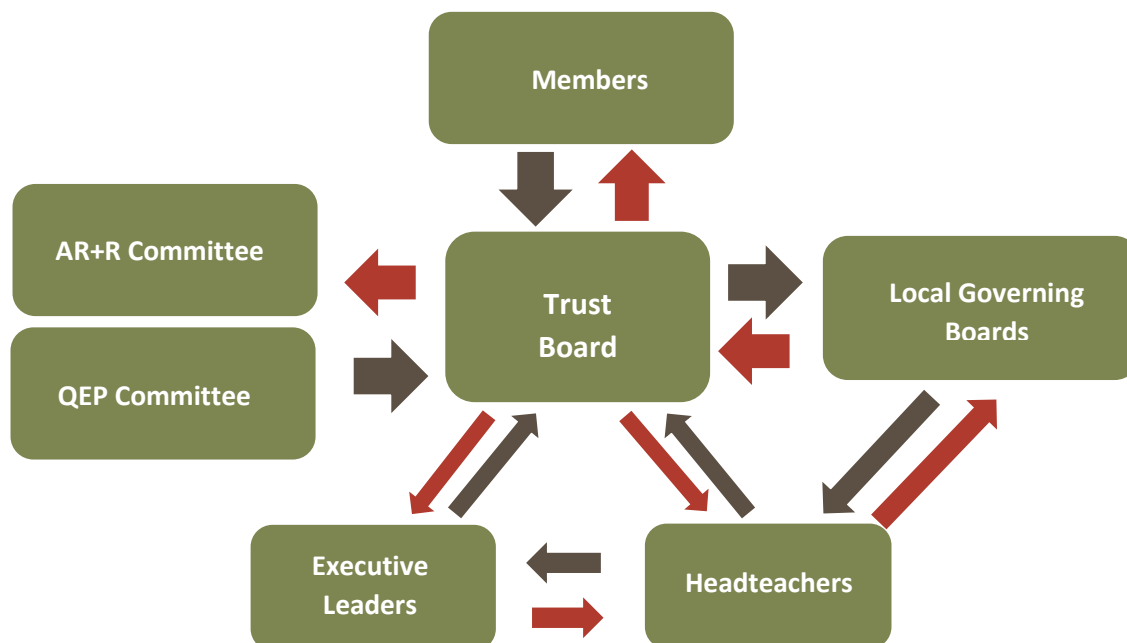 Members
AR+R Committee
QEP Committee
Trust
Board
Local Governing
Boards
Executive
Leaders
Headteachers